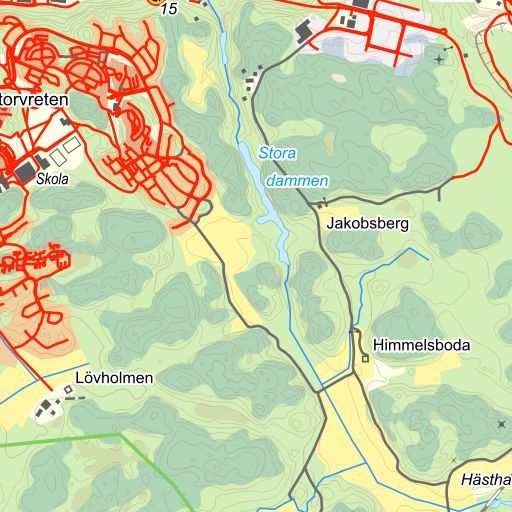 15
torvreten
Skola
Stora
dammen
Jakobsberg
Himmelsboda
Lövholmen
Hästha